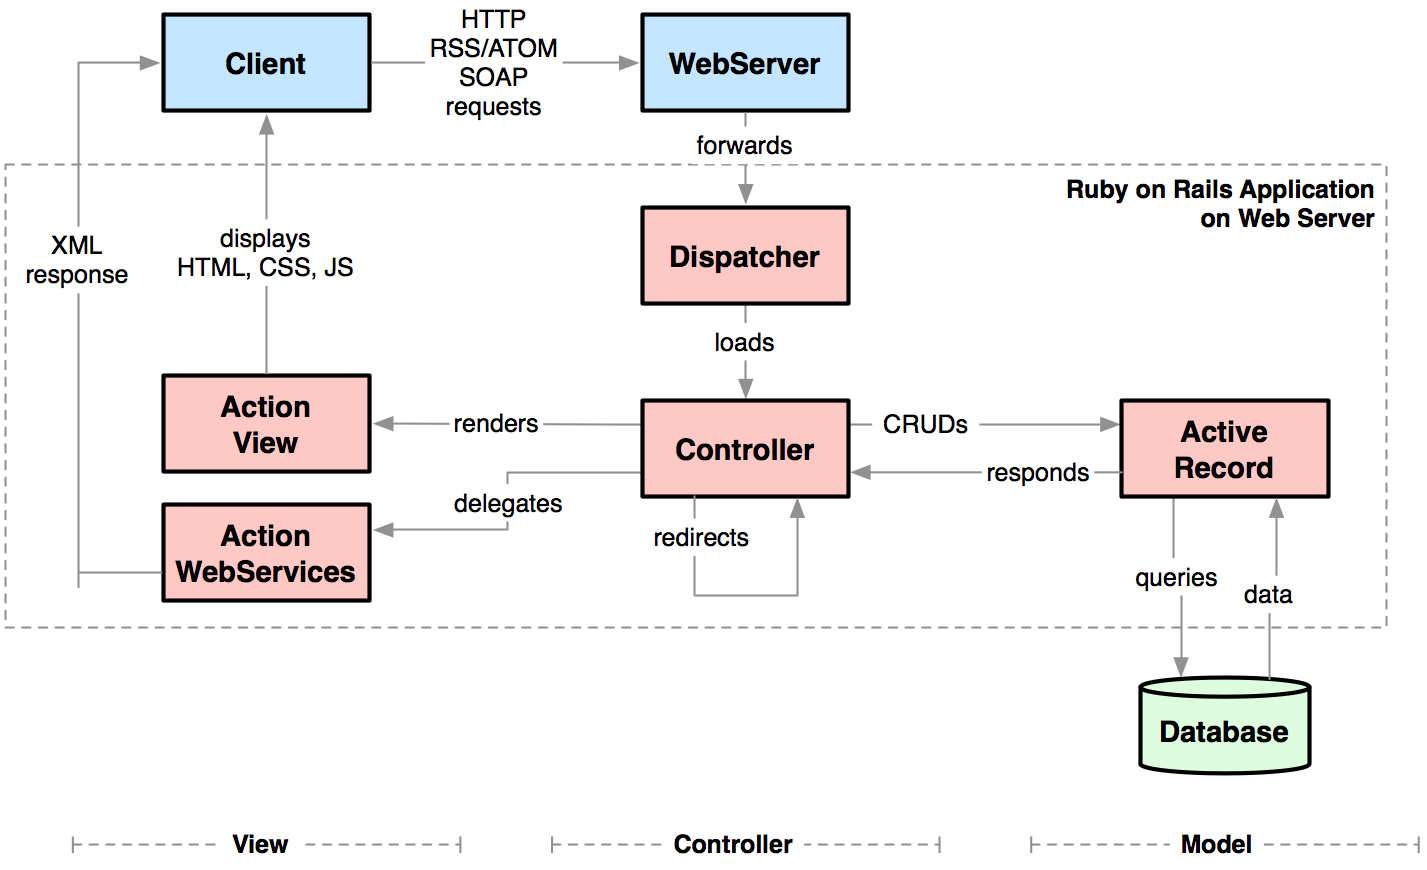 Client
HTTP
RSS/ATOM
SOAP
requests
WebServer
forwards
Ruby on Rails Application
on Web Server
XML
response
displays
HTML, CSS, JS
Dispatcher
loads
Action
View
renders
Controller
CRUDs
responds
Active
Record
delegates
Action
WebServices
redirects
queries
data
Database
View
Controller
Model